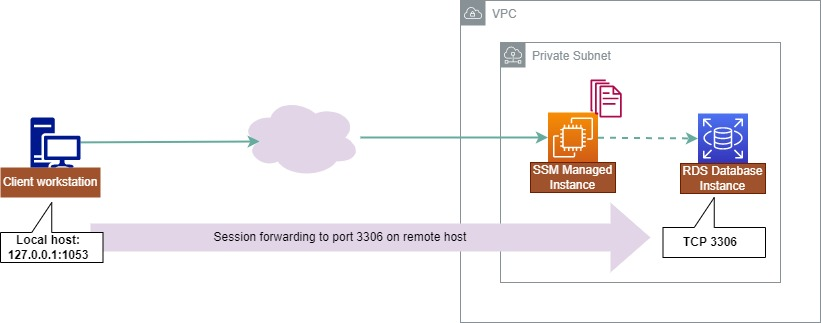 VPC
Private Subnet
Client workstation
SSM Managed
Instance
RDS Database
Instance
Local host:
127.0.0.1:1053
Session forwarding to port 3306 on remote host
TCP 3306